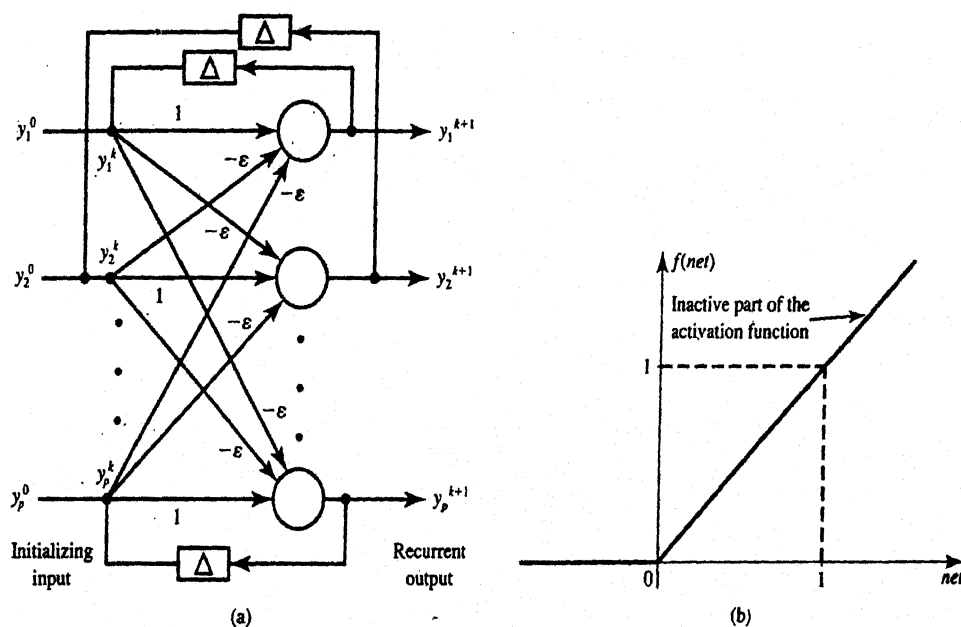 Δ
Δ
y₁⁰
1
y₁ᵏ⁺¹
y₁ᵏ
-ε
-ε
-ε
y₂ᵏ
y₂⁰
1
y₂ᵏ⁺¹
-ε
-ε
-ε
yₚᵏ
yₚ⁰
1
yₚᵏ⁺¹
Initializing
input
Δ
Recurrent
output
(a)
f(net)
Inactive part of the
activation function
1
0
1
net
(b)